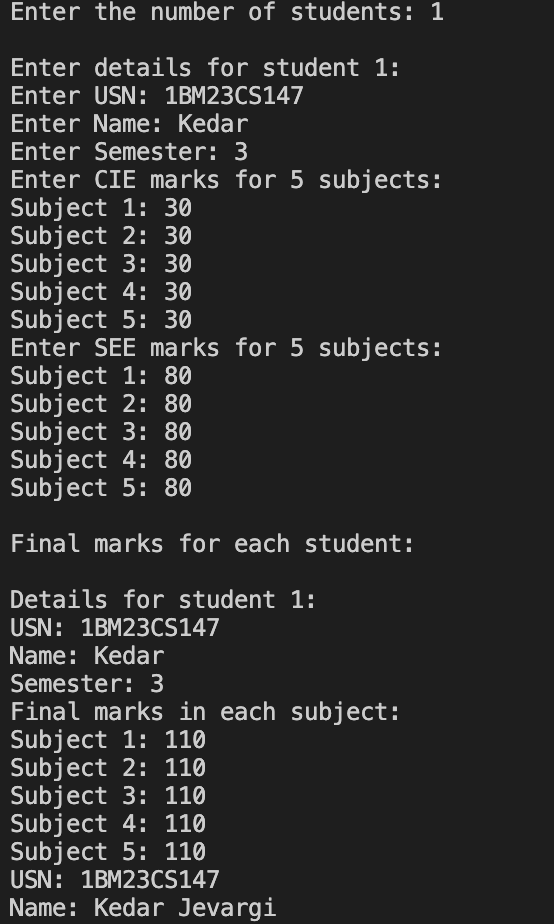 Enter the number of students: 1
Enter details for student 1:
Enter USN: 1BM23CS147
Enter Name: Kedar
Enter Semester: 3
Enter CIE marks for 5 subjects:
Subject 1: 30
Subject 2: 30
Subject 3: 30
Subject 4: 30
Subject 5: 30
Enter SEE marks for 5 subjects:
Subject 1: 80
Subject 2: 80
Subject 3: 80
Subject 4: 80
Subject 5: 80
Final marks for each student:
Details for student 1:
USN: 1BM23CS147
Name: Kedar
Semester: 3
Final marks in each subject:
Subject 1: 110
Subject 2: 110
Subject 3: 110
Subject 4: 110
Subject 5: 110
USN: 1BM23CS147
Name: Kedar Jevargi